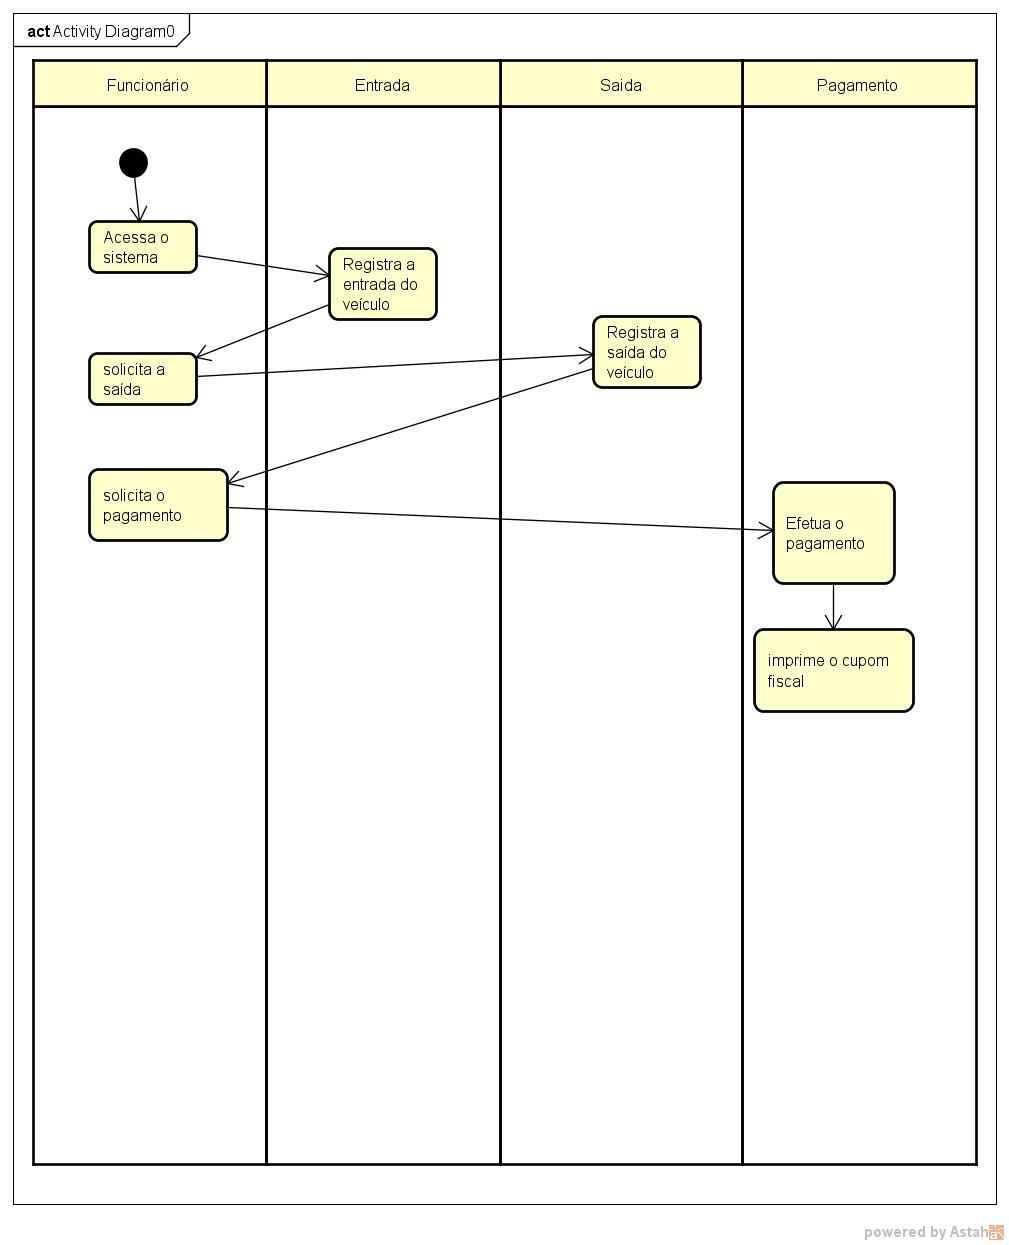 act Activity Diagram0
Funcionário
Entrada
Saida
Pagamento
Acessa o
sistema
Registra a
entrada do
veículo
solicita a
saída
Registra a
saída do
veículo
solicita o
pagamento
Efetua o
pagamento
imprime o cupom
fiscal
powered by Astah